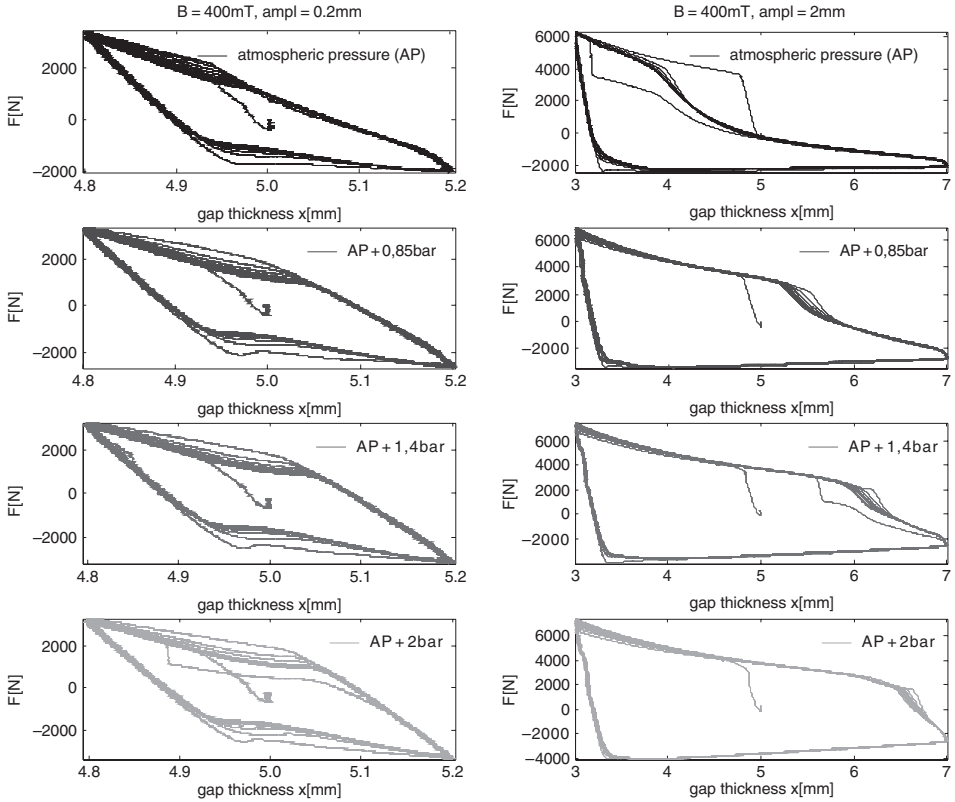 B = 400mT, ampl = 0.2mm
F[N]
2000
0
−2000
atmospheric pressure (AP)
4.8
4.9
5.0
5.1
5.2
gap thickness x[mm]
B = 400mT, ampl = 2mm
F[N]
6000
4000
2000
0
−2000
atmospheric pressure (AP)
3
4
5
6
7
gap thickness x[mm]
F[N]
2000
0
−2000
AP + 0,85bar
4.8
4.9
5.0
5.1
5.2
gap thickness x[mm]
F[N]
6000
4000
2000
0
−2000
AP + 0,85bar
3
4
5
6
7
gap thickness x[mm]
F[N]
2000
0
−2000
AP + 1,4bar
4.8
4.9
5.0
5.1
5.2
gap thickness x[mm]
F[N]
6000
4000
2000
0
−2000
AP + 1,4bar
3
4
5
6
7
gap thickness x[mm]
F[N]
2000
0
−2000
AP + 2bar
4.8
4.9
5.0
5.1
5.2
gap thickness x[mm]
F[N]
6000
4000
2000
0
−2000
−4000
AP + 2bar
3
4
5
6
7
gap thickness x[mm]